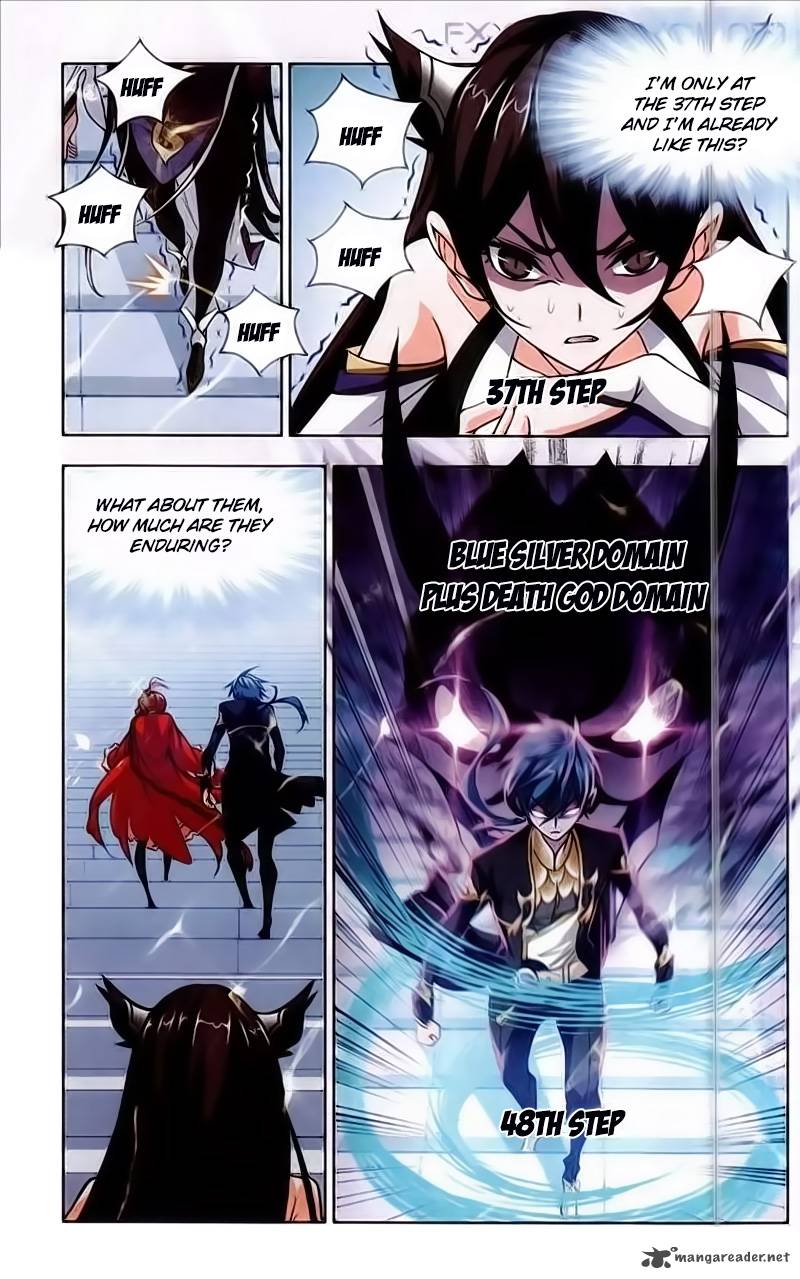 HUFF
HUFF
HUFF
HUFF
HUFF
I'M ONLY AT
THE 37TH STEP
AND I'M ALREADY
LIKE THIS?
37TH STEP
WHAT ABOUT THEM,
HOW MUCH ARE THEY
ENDURING?
BLUE SILVER DOMAIN
PLUS DEATH GOD DOMAIN
48TH STEP
mangareader.net